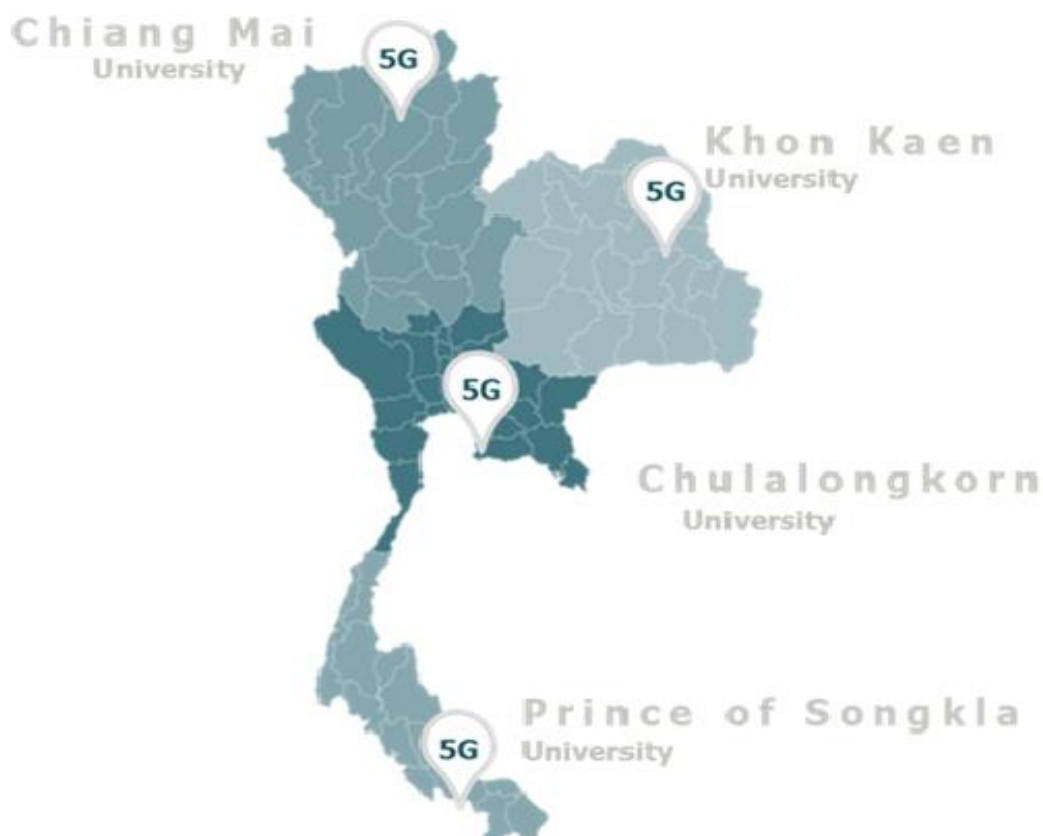 Chiang Mai
University
5G
Khon Kaen
University
5G
5G
Chulalongkorn
University
Prince of Songkla
University
5G